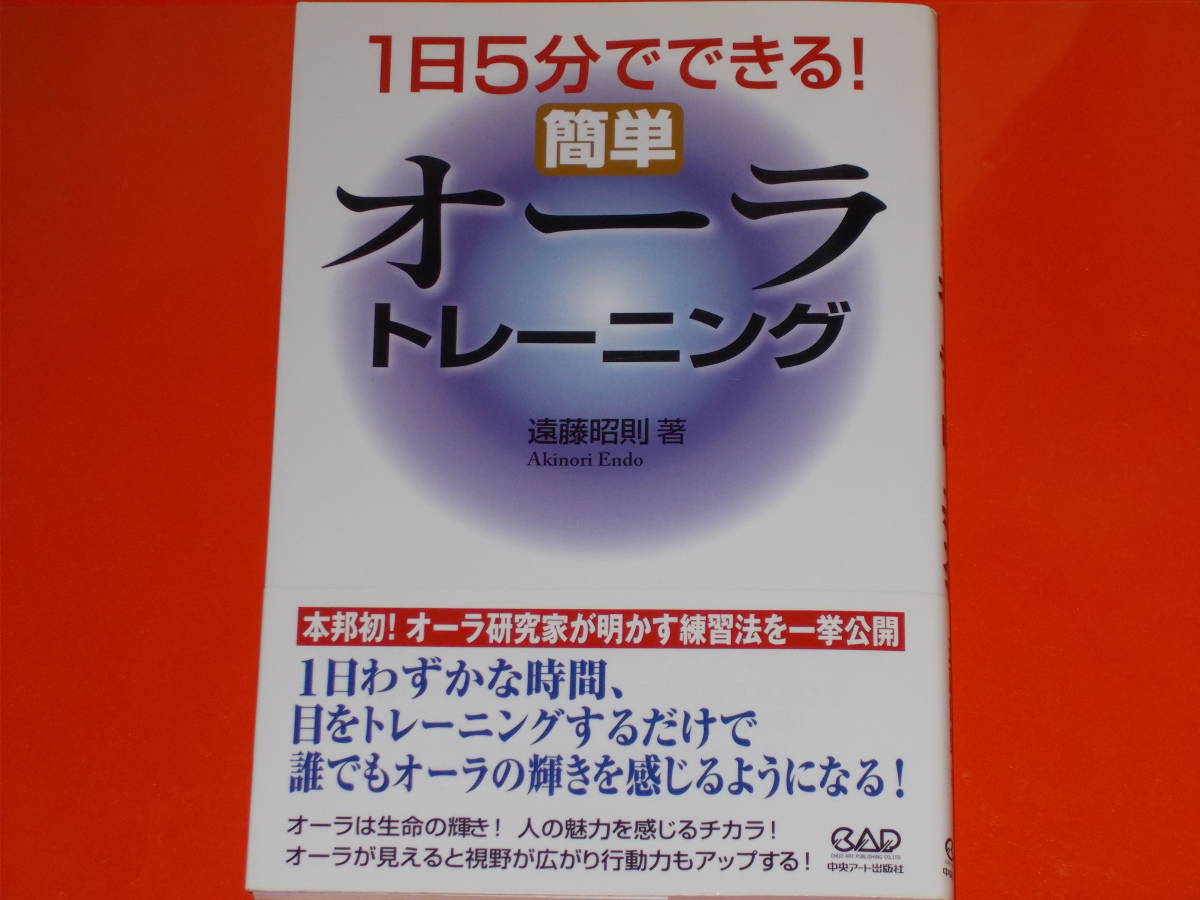 1日5分でできる!
簡単
オーラ
トレーニング
遠藤昭則 著
Akinori Endo
本邦初! オーラ研究家が明かす練習法を一挙公開
1日わずかな時間、
目をトレーニングするだけで
誰でもオーラの輝きを感じるようになる!
オーラは生命の輝き! 人の魅力を感じるチカラ!
オーラが見えると視野が広がり行動力もアップする!
CAD
CHUO ART PUBLISHING CO.,LTD.
中央アート出版社